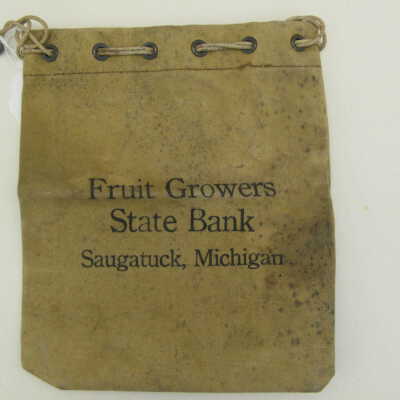 Fruit Growers
State Bank
Saugatuck, Michigan